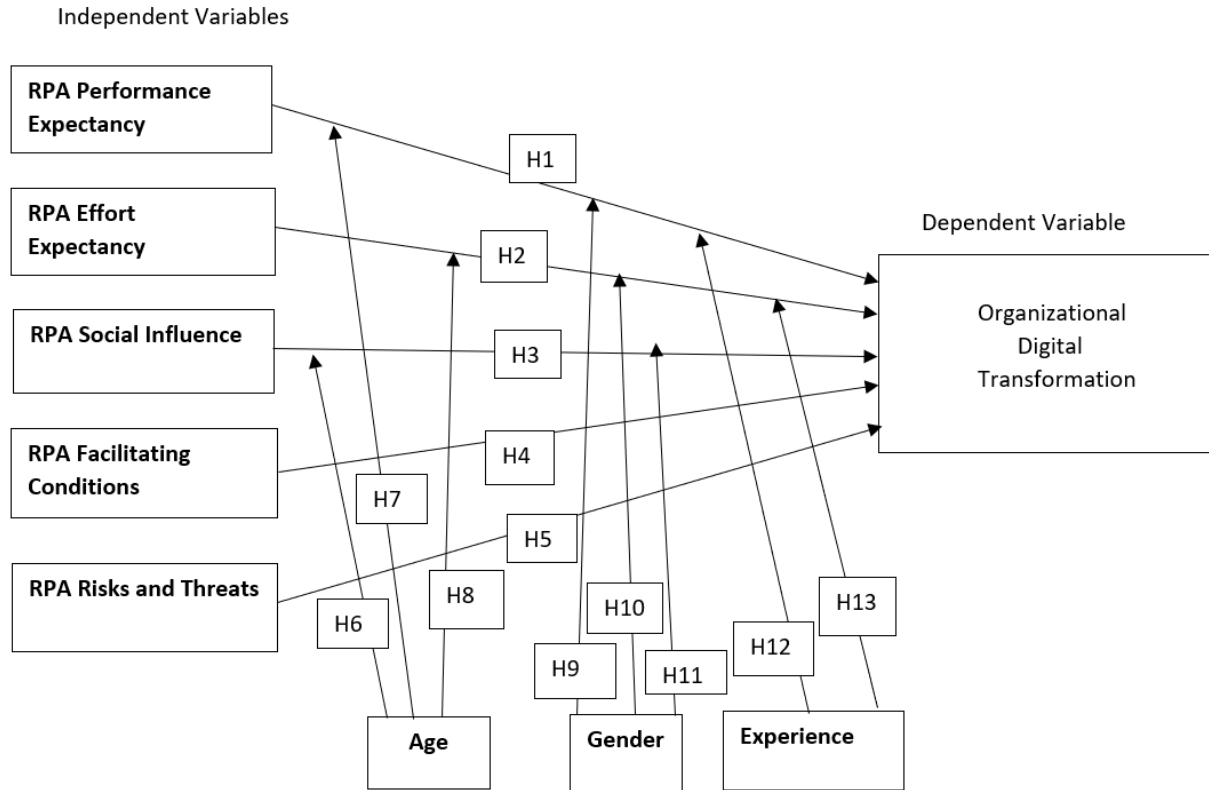 Independent Variables
RPA Performance
Expectancy
H1
RPA Effort
Expectancy
H2
Dependent Variable
Organizational
Digital
Transformation
RPA Social Influence
H3
RPA Facilitating
Conditions
H4
H7
H5
RPA Risks and Threats
H8
H10
H13
H6
H12
H9
H11
Age
Gender
Experience